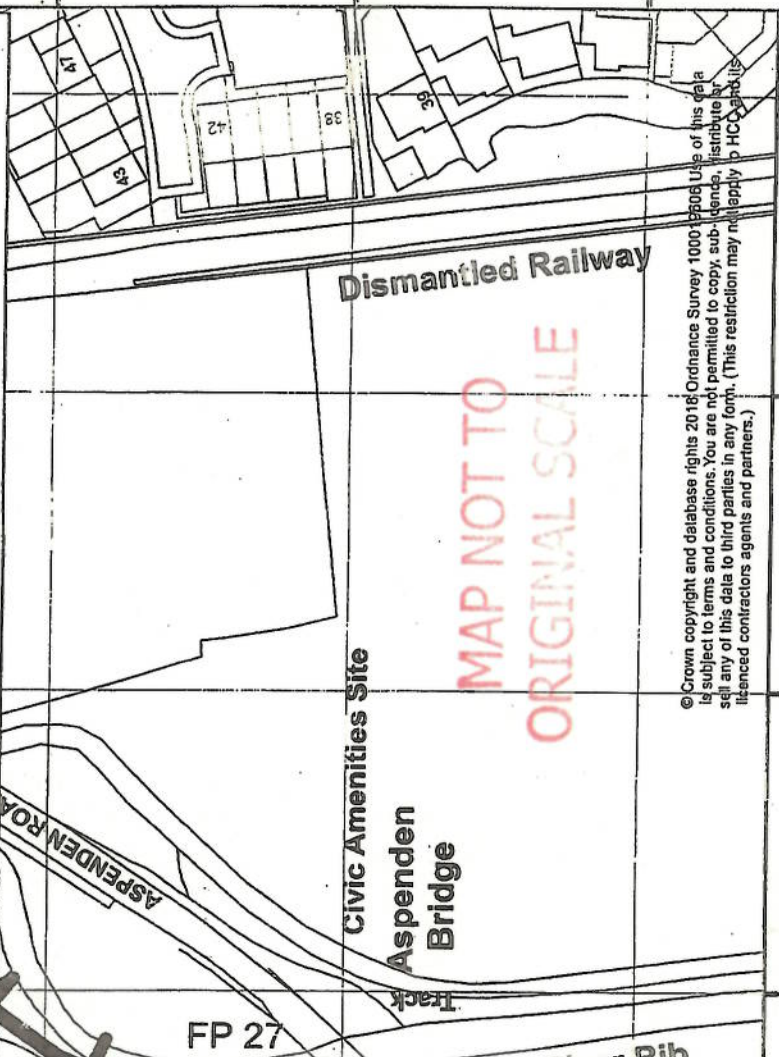 47
43
42
38
39
Dismantled Railway
MAP NOT TO
ORIGINAL SCALE
© Crown copyright and database rights 2018 Ordnance Survey 100019606 Use of this data
is subject to terms and conditions. You are not permitted to copy, sub-licence, distribute or
sell any of this data to third parties in any form. (This restriction may not apply to HCC and its
licenced contractors agents and partners.)
Civic Amenities Site
Aspenden
Bridge
ASPENDEN ROA
Track
FP 27
Rib